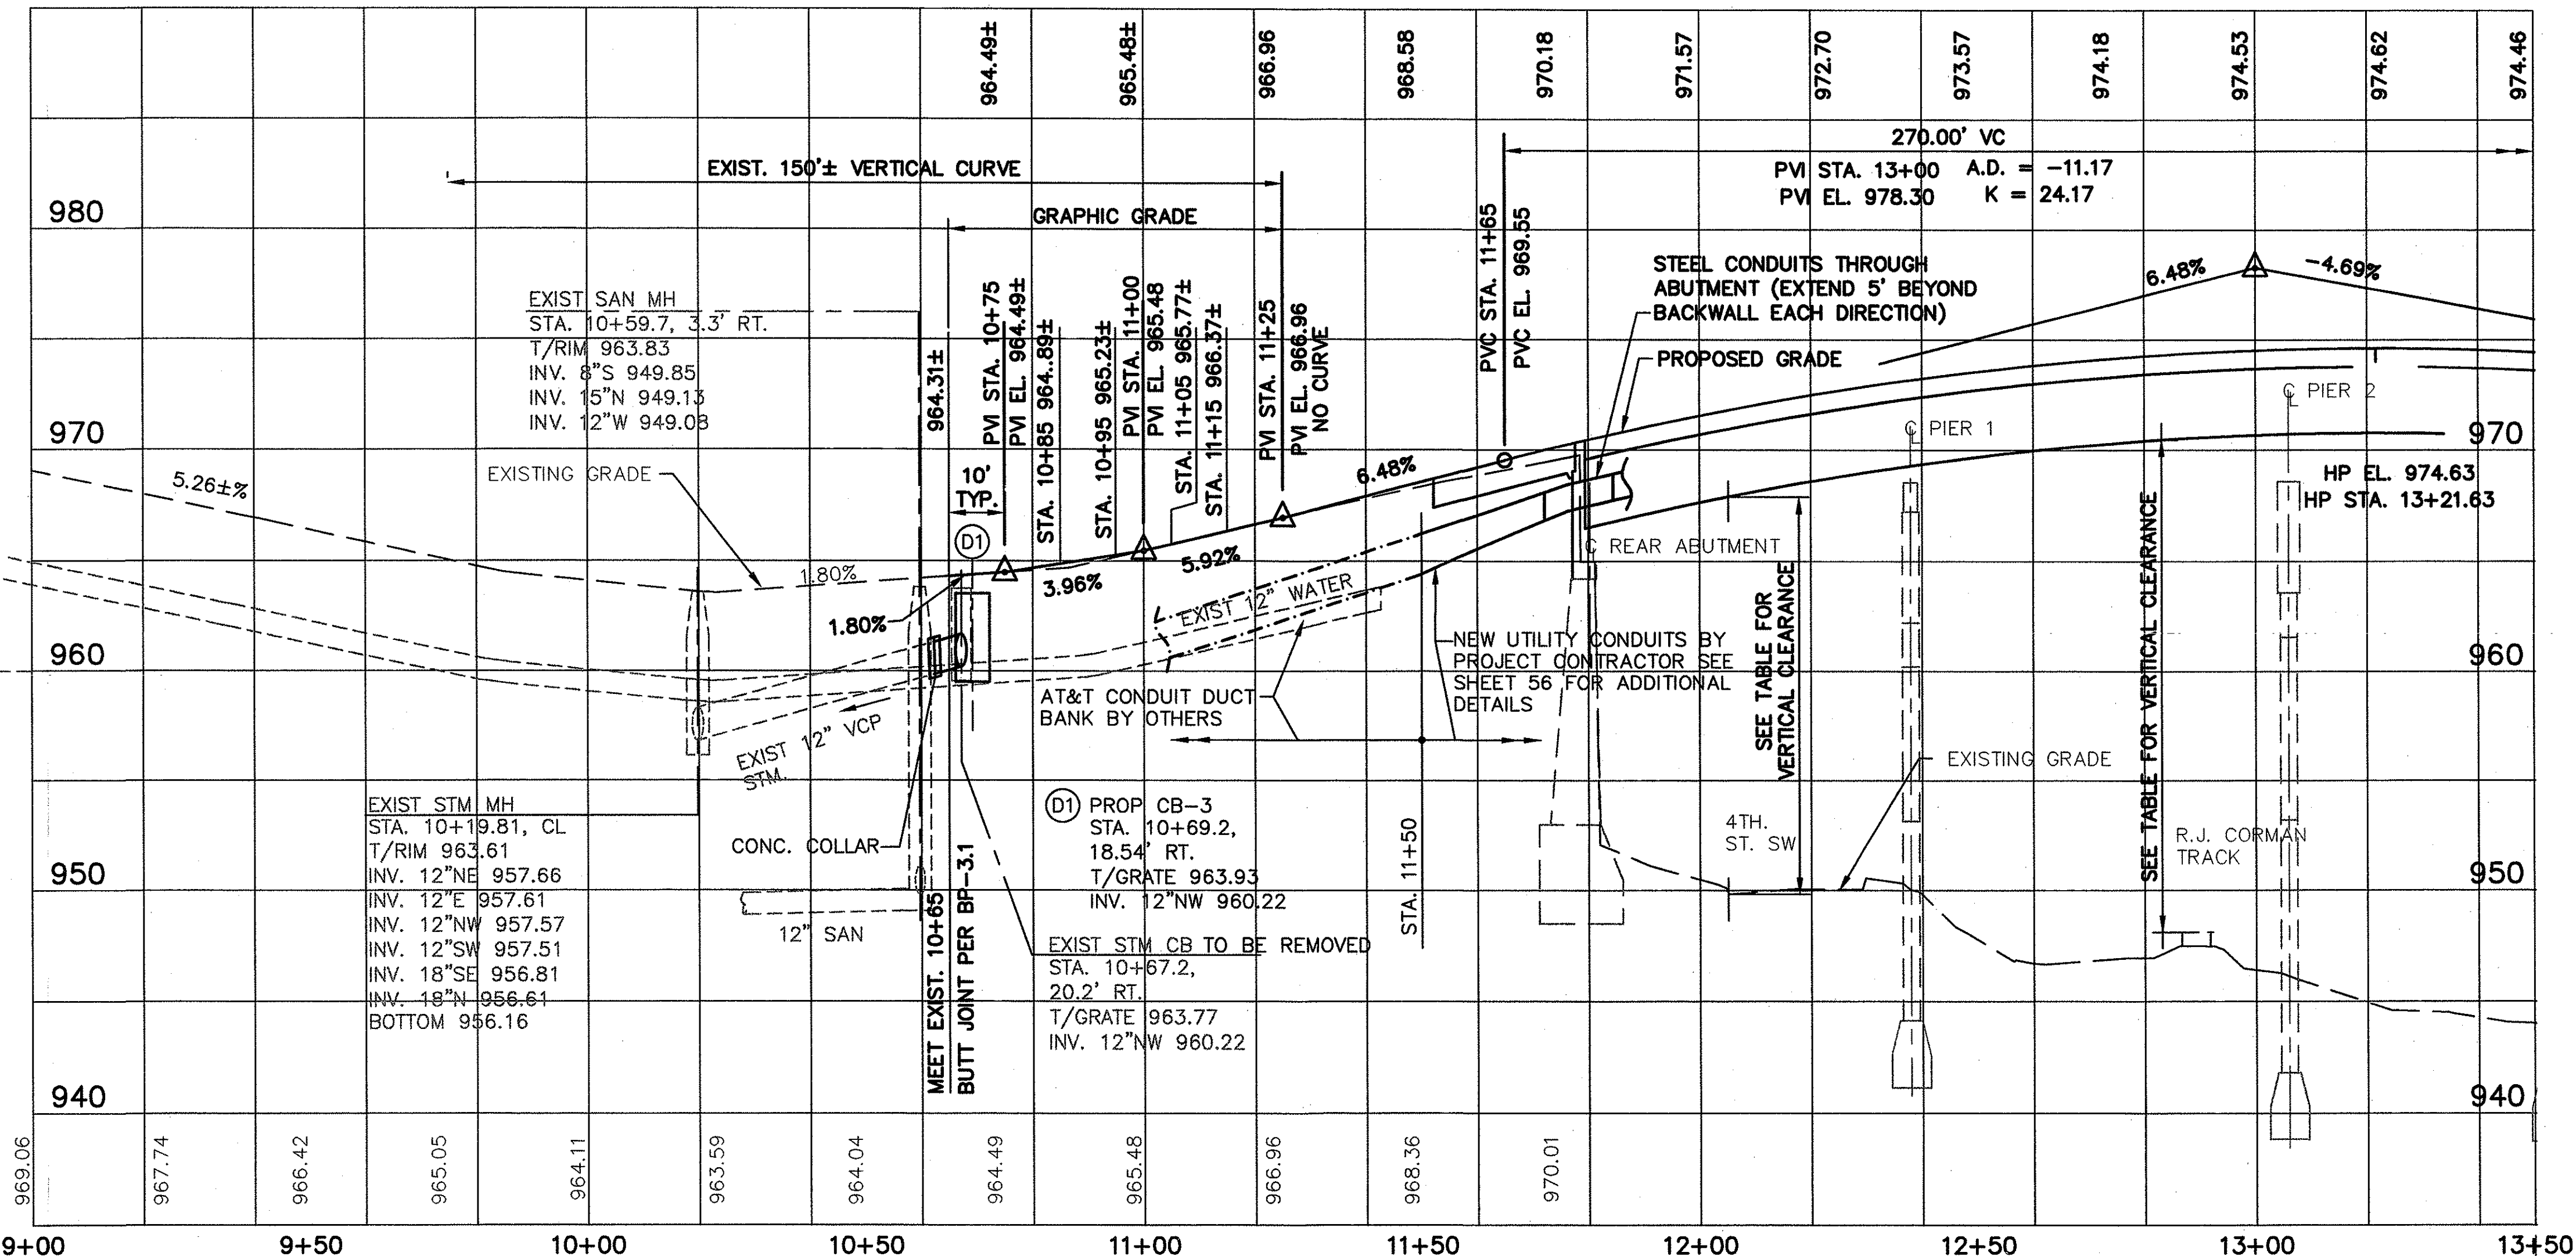 964.49±
965.48±
966.96
968.58
970.18
971.57
972.70
973.57
974.18
974.53
974.62
974.46
270.00' VC
PVI STA. 13+00 A.D. = -11.17
PVI EL. 978.30 K = 24.17
EXIST. 150'± VERTICAL CURVE
GRAPHIC GRADE
980
970
960
950
940
EXIST SAN MH
STA. 10+59.7, 3.3' RT.
T/RIM 963.83
INV. 8"S 949.85
INV. 15"N 949.13
INV. 12"W 949.08
964.31±
PVI STA. 10+75
PVI EL. 964.49±
STA. 10+85 964..89±
STA. 10+95 965.23±
PVI STA. 11+00
PVI EL. 965.48
STA. 11+05 965.77±
STA. 11+15 966.37±
PVI STA. 11+25
PVI EL. 966.96
NO CURVE
PVC STA. 11+65
PVC EL. 969.55
STEEL CONDUITS THROUGH
ABUTMENT (EXTEND 5' BEYOND
BACKWALL EACH DIRECTION)
PROPOSED GRADE
6.48%
-4.69%
℄ PIER 1
℄ PIER 2
970
HP EL. 974.63
HP STA. 13+21.63
5.26±%
EXISTING GRADE
10'
TYP.
D1
6.48%
1.80%
1.80%
3.96%
5.92%
℄ REAR ABUTMENT
EXIST 12" WATER
EXIST 12" VCP
STM.
AT&T CONDUIT DUCT
BANK BY OTHERS
NEW UTILITY CONDUITS BY
PROJECT CONTRACTOR SEE
SHEET 56 FOR ADDITIONAL
DETAILS
SEE TABLE FOR
VERTICAL CLEARANCE
SEE TABLE FOR VERTICAL CLEARANCE
960
EXISTING GRADE
EXIST STM MH
STA. 10+19.81, CL
T/RIM 963.61
INV. 12"NE 957.66
INV. 12"E 957.61
INV. 12"NW 957.57
INV. 12"SW 957.51
INV. 18"SE 956.81
INV. 18"N 956.61
BOTTOM 956.16
CONC. COLLAR
12" SAN
MEET EXIST. 10+65
BUTT JOINT PER BP-3.1
D1 PROP CB-3
STA. 10+69.2,
18.54' RT.
T/GRATE 963.93
INV. 12"NW 960.22
EXIST STM CB TO BE REMOVED
STA. 10+67.2,
20.2' RT.
T/GRATE 963.77
INV. 12"NW 960.22
STA. 11+50
4TH.
ST. SW
R.J. CORMAN
TRACK
950
940
969.06
967.74
966.42
965.05
964.11
963.59
964.04
964.49
965.48
966.96
968.36
970.01
9+00
9+50
10+00
10+50
11+00
11+50
12+00
12+50
13+00
13+50